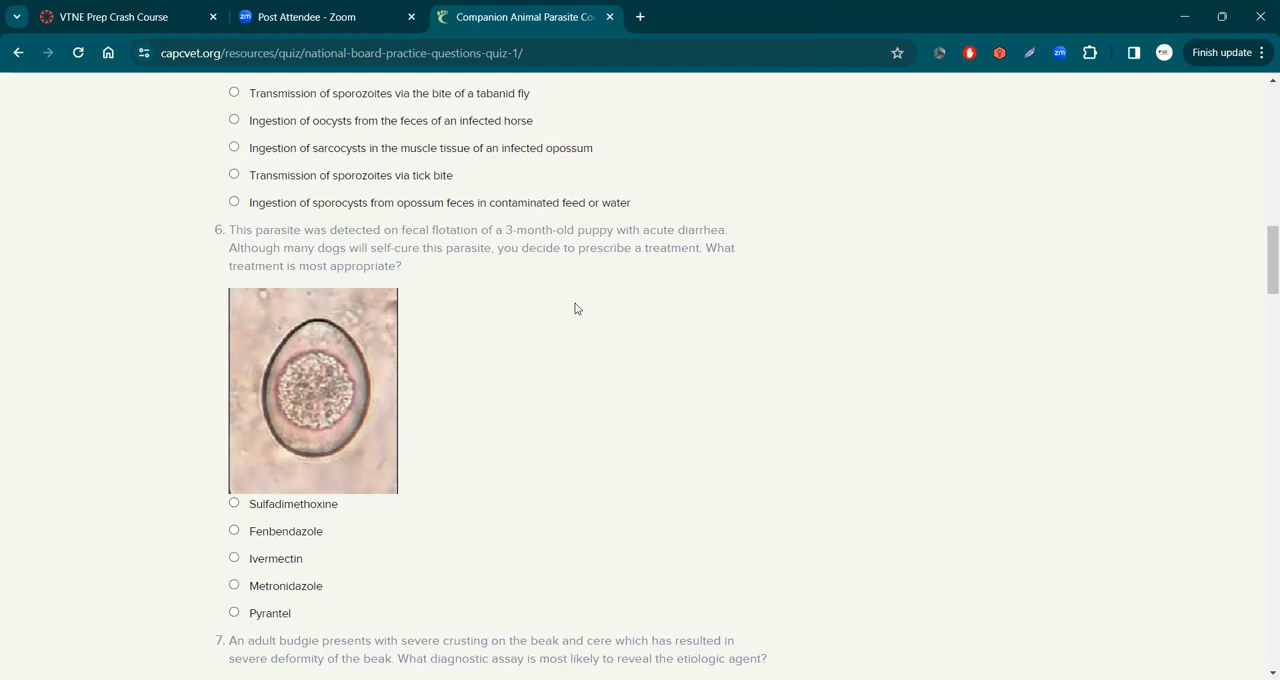 VTNE Prep Crash Course
zm Post Attendee - Zoom
Companion Animal Parasite Co
capcvet.org/resources/quiz/national-board-practice-questions-quiz-1/
zm
Finish update
Transmission of sporozoites via the bite of a tabanid fly
Ingestion of oocysts from the feces of an infected horse
Ingestion of sarcocysts in the muscle tissue of an infected opossum
Transmission of sporozoites via tick bite
Ingestion of sporocysts from opossum feces in contaminated feed or water
6. This parasite was detected on fecal flotation of a 3-month-old puppy with acute diarrhea.
Although many dogs will self-cure this parasite, you decide to prescribe a treatment. What
treatment is most appropriate?
Sulfadimethoxine
Fenbendazole
Ivermectin
Metronidazole
Pyrantel
7. An adult budgie presents with severe crusting on the beak and cere which has resulted in
severe deformity of the beak. What diagnostic assay is most likely to reveal the etiologic agent?